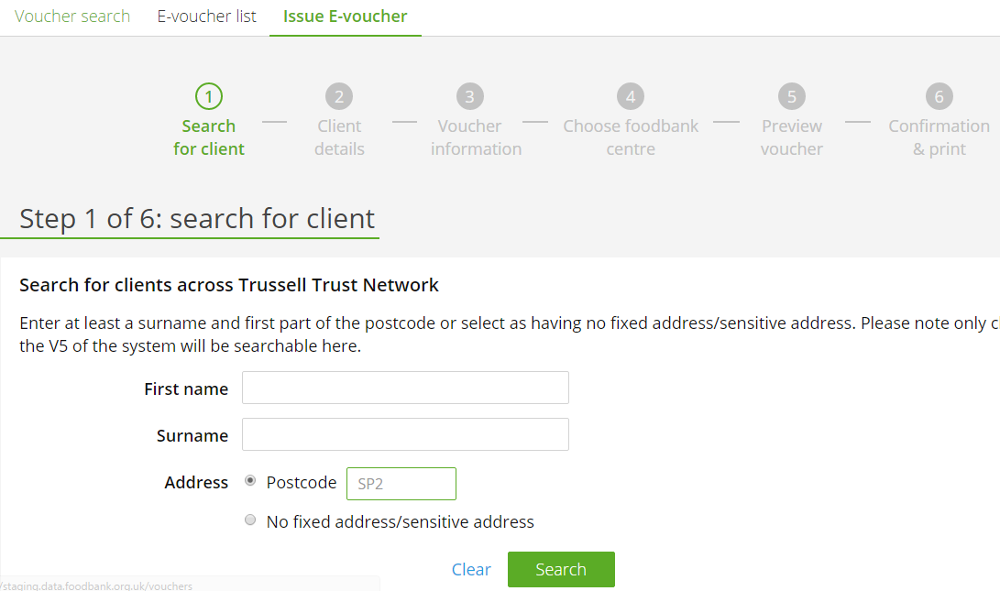 Voucher search E-voucher list Issue E-voucher
1 2 3 4 5 6
Search Client Voucher Choose foodbank Preview Confirmation
for client details information centre voucher & print
Step 1 of 6: search for client
Search for clients across Trussell Trust Network
Enter at least a surname and first part of the postcode or select as having no fixed address/sensitive address. Please note only
the V5 of the system will be searchable here.
First name
Surname
Address Postcode SP2
No fixed address/sensitive address
Clear Search
/staging.data.foodbank.org.uk/vouchers